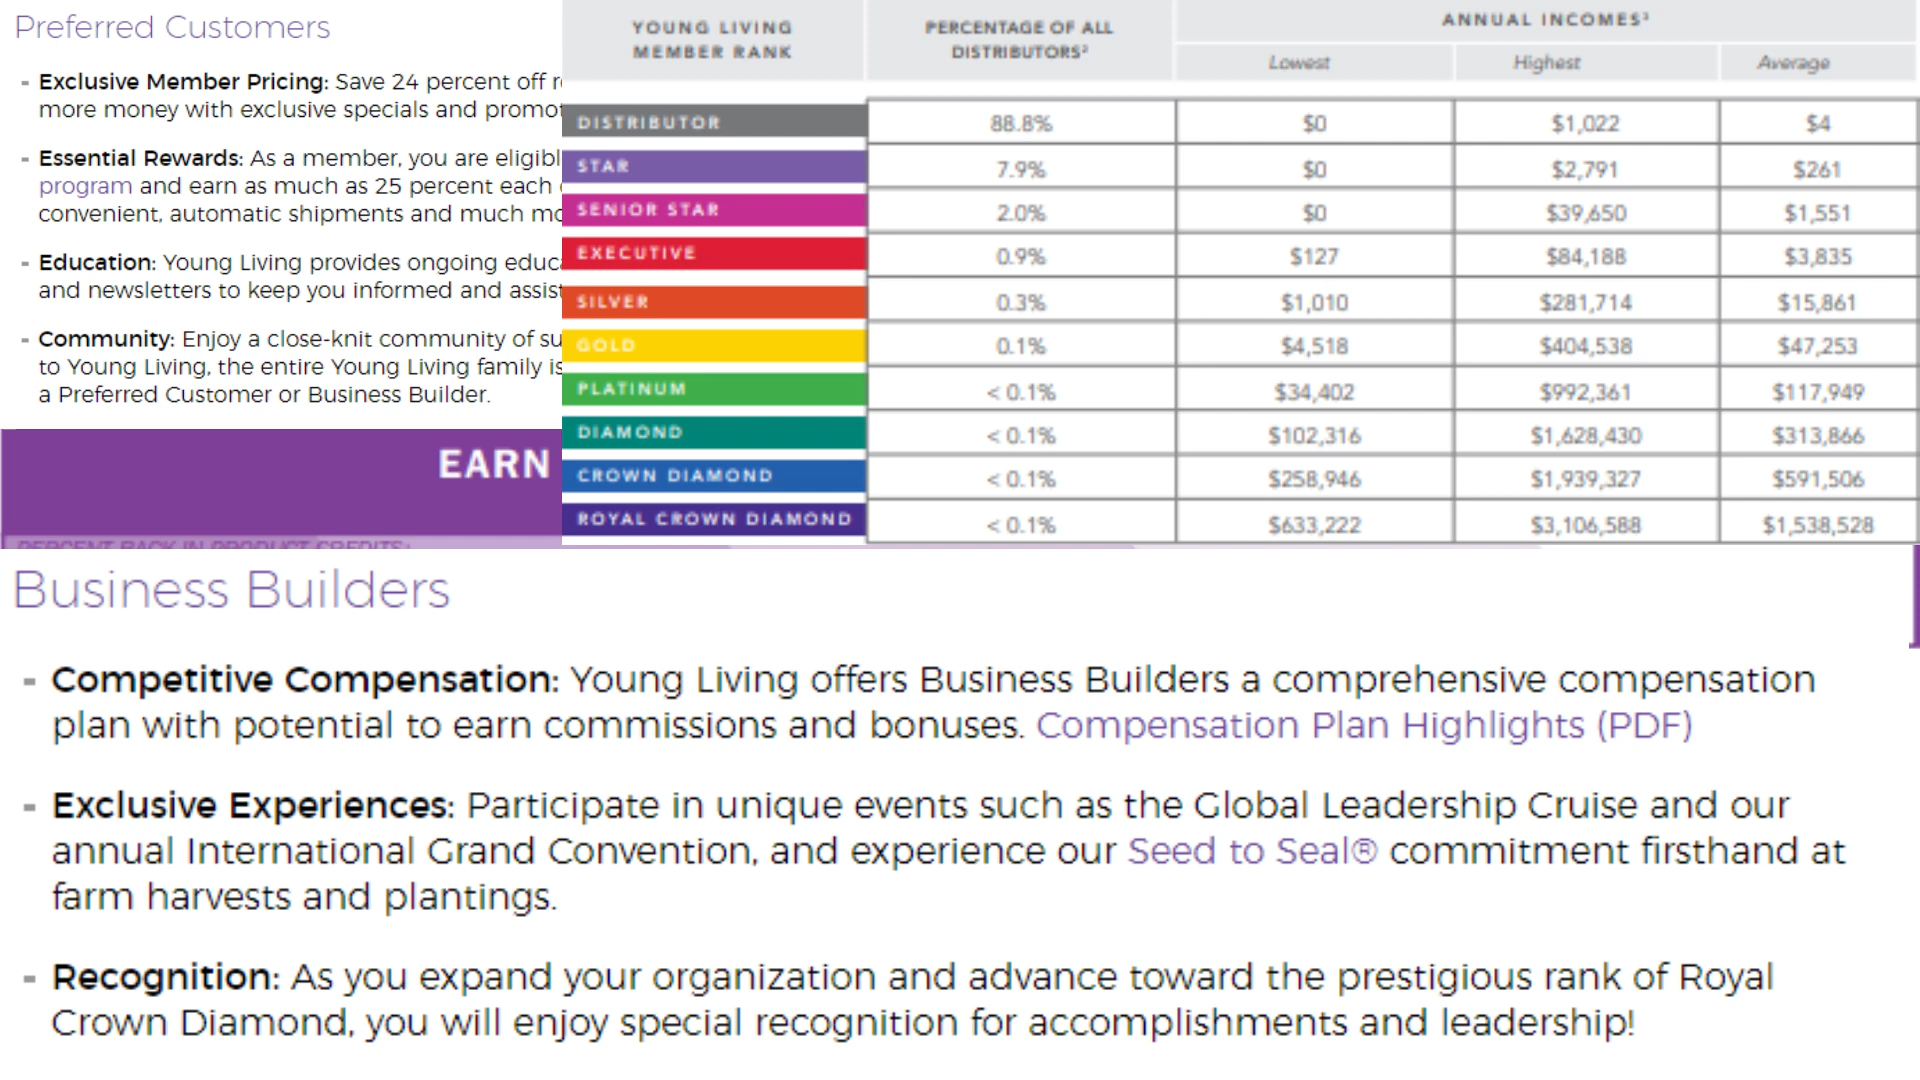 Preferred Customers
- Exclusive Member Pricing: Save 24 percent off
more money with exclusive specials and
- Essential Rewards: As a member, you are
program and earn as much as 25 percent each
convenient, automatic shipments and much
- Education: Young Living provides ongoing
and newsletters to keep you informed and
- Community: Enjoy a close-knit community of
to Young Living, the entire Young Living family
a Preferred Customer or Business Builder.
EARN
PERCENT BACK IN PRODUCT CREDITS:
YOUNG LIVING
MEMBER RANK
PERCENTAGE OF ALL
DISTRIBUTORS²
ANNUAL INCOMES³
Lowest Highest Average
DISTRIBUTOR 88.8% $0 $1,022 $4
STAR 7.9% $0 $2,791 $261
SENIOR STAR 2.0% $0 $39,650 $1,551
EXECUTIVE 0.9% $127 $84,188 $3,835
SILVER 0.3% $1,010 $281,714 $15,861
GOLD 0.1% $4,518 $404,538 $47,253
PLATINUM < 0.1% $34,402 $992,361 $117,949
DIAMOND < 0.1% $102,316 $1,628,430 $313,866
CROWN DIAMOND < 0.1% $258,946 $1,939,327 $591,506
ROYAL CROWN DIAMOND < 0.1% $633,222 $3,106,588 $1,538,528
Business Builders
- Competitive Compensation: Young Living offers Business Builders a comprehensive compensation
plan with potential to earn commissions and bonuses. Compensation Plan Highlights (PDF)
- Exclusive Experiences: Participate in unique events such as the Global Leadership Cruise and our
annual International Grand Convention, and experience our Seed to Seal® commitment firsthand at
farm harvests and plantings.
- Recognition: As you expand your organization and advance toward the prestigious rank of Royal
Crown Diamond, you will enjoy special recognition for accomplishments and leadership!